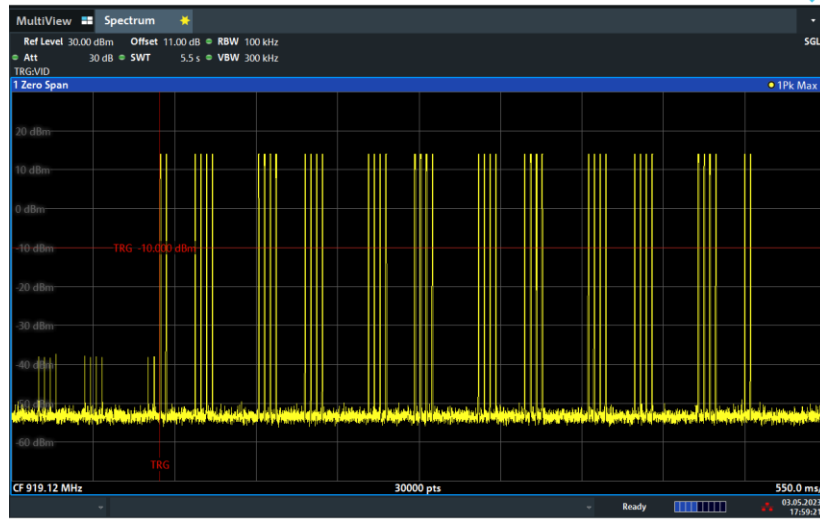 MultiView Spectrum
Ref Level 30.00 dBm Offset 11.00 dB RBW 100 kHz SGL
Att 30 dB SWT 5.5 s VBW 300 kHz
TRG:VID
1 Zero Span 1Pk Max
20 dBm
10 dBm
0 dBm
-10 dBm TRG -10.000 dBm
-20 dBm
-30 dBm
-40 dBm
-50 dBm
-60 dBm
TRG
CF 919.12 MHz 30000 pts 550.0 ms/
Ready 03.05.2023
17:59:21